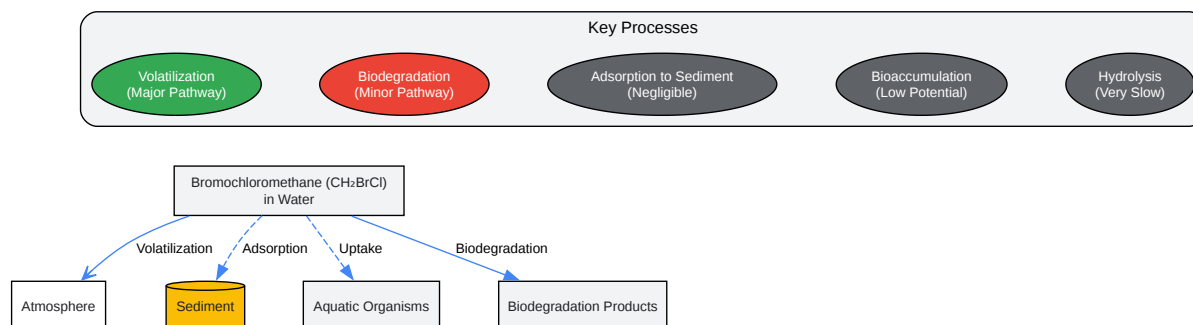 Key Processes
Volatilization
(Major Pathway)
Biodegradation
(Minor Pathway)
Adsorption to Sediment
(Negligible)
Bioaccumulation
(Low Potential)
Hydrolysis
(Very Slow)
Bromochloromethane (CH₂BrCl)
in Water
Volatilization
Adsorption
Uptake
Biodegradation
Atmosphere
Sediment
Aquatic Organisms
Biodegradation Products